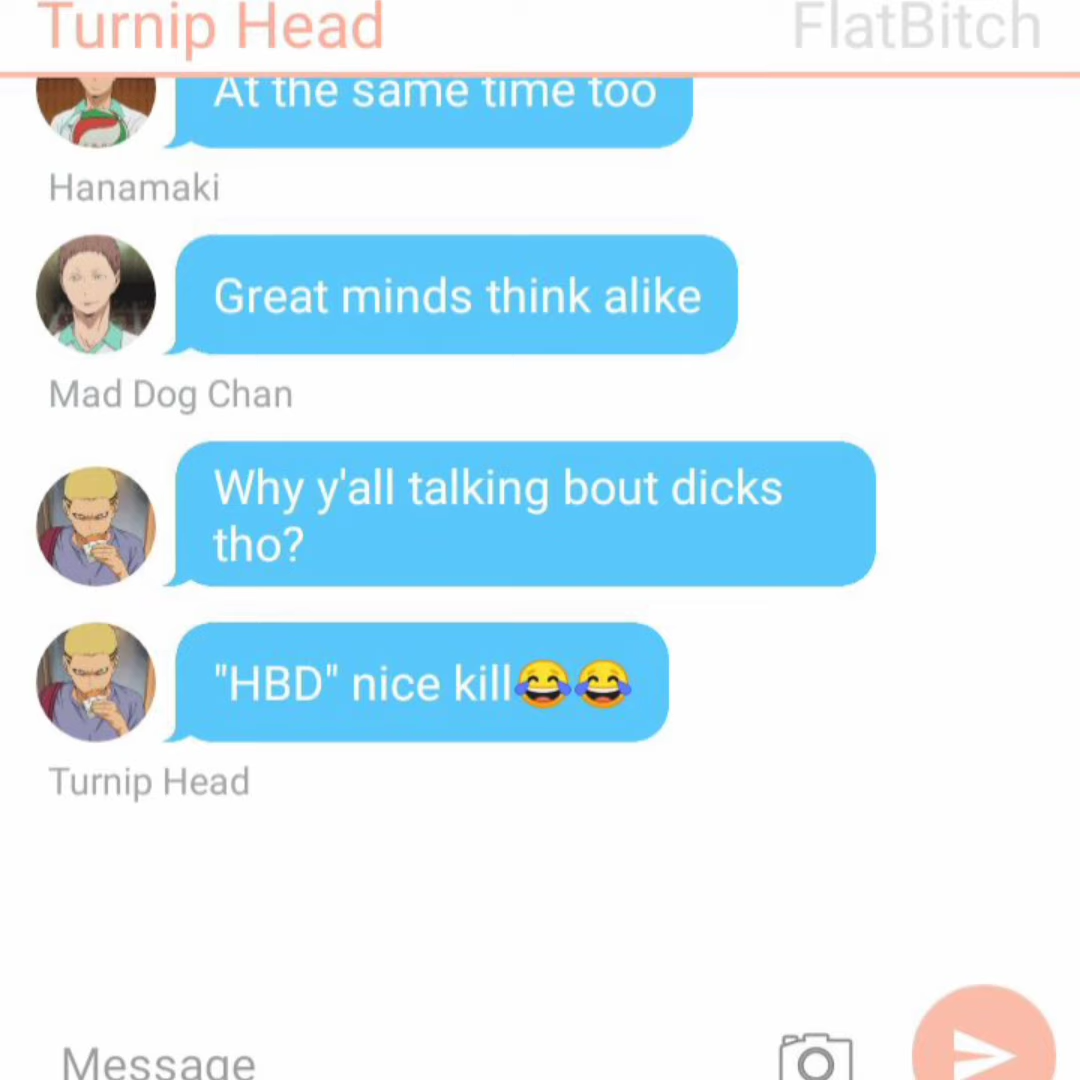 Turnip Head
FlatBitch
At the same time too
Hanamaki
Great minds think alike
Mad Dog Chan
Why y'all talking bout dicks
tho?
"HBD" nice kill😂😂
Turnip Head
Message